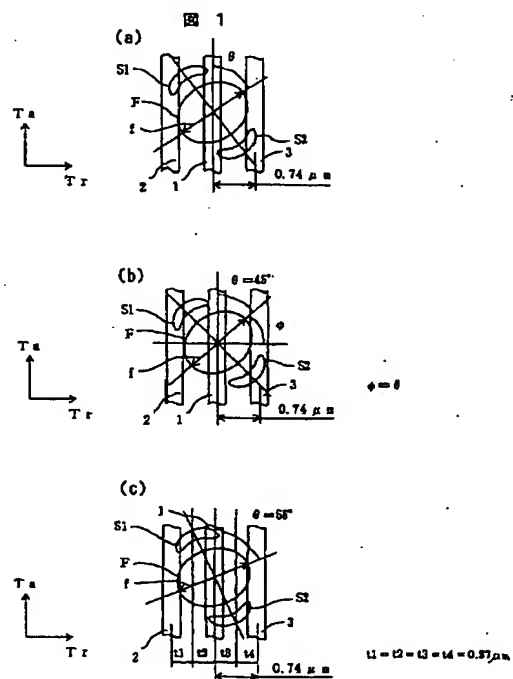 図 1
(a)
S1
θ
F
f
S2
2
1
3
0.74 μm
Ta
Tr
(b)
θ=45°
S1
φ
F
f
S2
2
1
3
0.74 μm
φ=θ
Ta
Tr
(c)
1
S1
θ=66°
F
f
S2
2
t1 t2 t3 t4
3
0.74 μm
t1=t2=t3=t4=0.37μm
Ta
Tr